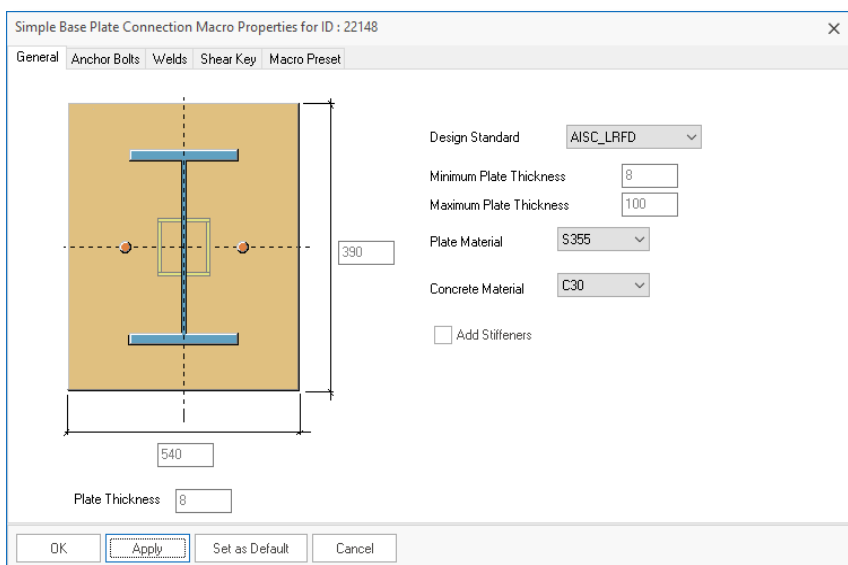 Simple Base Plate Connection Macro Properties for ID : 22148
General Anchor Bolts Welds Shear Key Macro Preset
Design Standard AISC_LRFD
Minimum Plate Thickness 8
Maximum Plate Thickness 100
390
Plate Material S355
Concrete Material C30
Add Stiffeners
540
Plate Thickness 8
OK Apply Set as Default Cancel